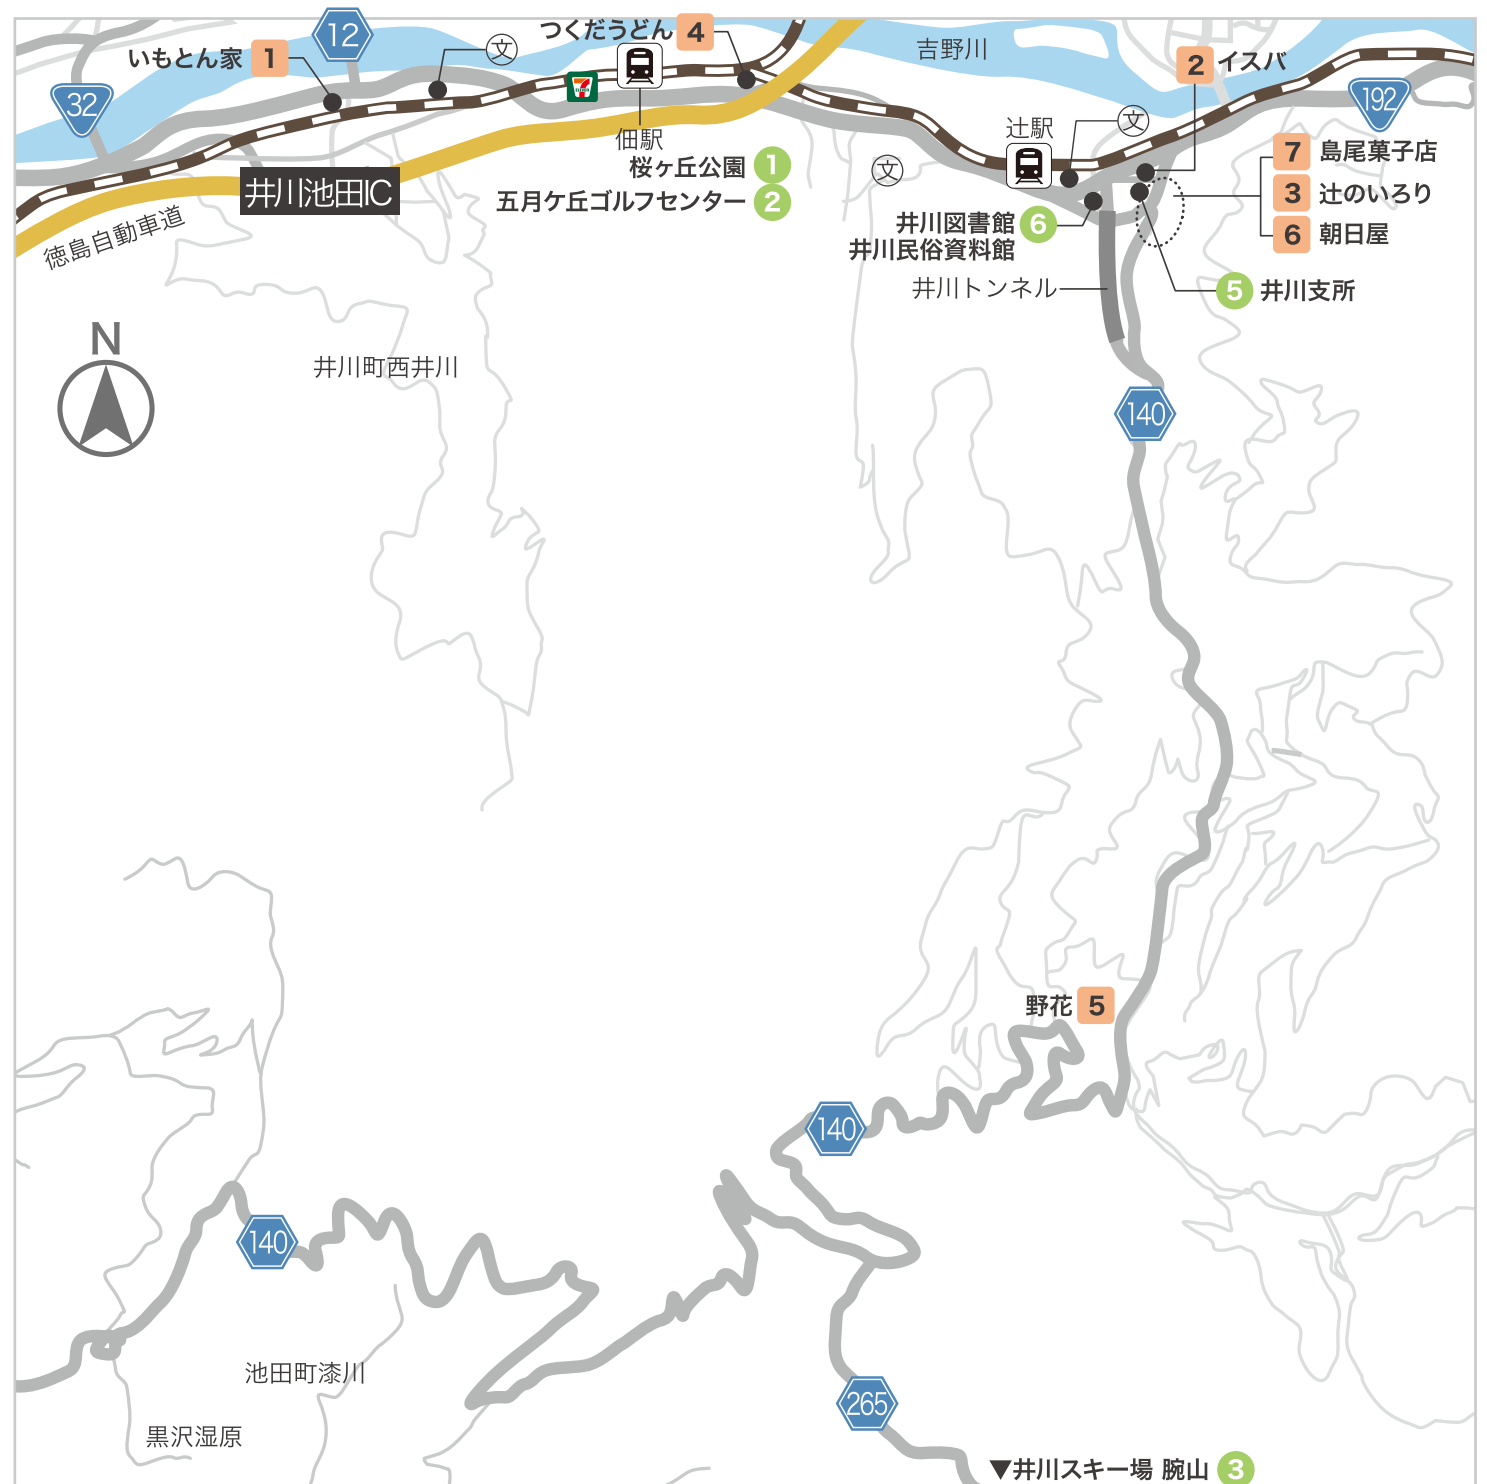 つくだうどん 4
12
いもとん家 1
文
吉野川
2 イスバ
32
192
7
ELEVEN
佃駅
辻駅
文
文
7 島尾菓子店
桜ヶ丘公園 1
3 辻のいろり
井川池田IC
五月ケ丘ゴルフセンター 2
井川図書館 6
井川民俗資料館
6 朝日屋
徳島自動車道
井川トンネル
5 井川支所
N
井川町西井川
140
野花 5
140
140
池田町漆川
265
黒沢湿原
▼井川スキー場 腕山 3